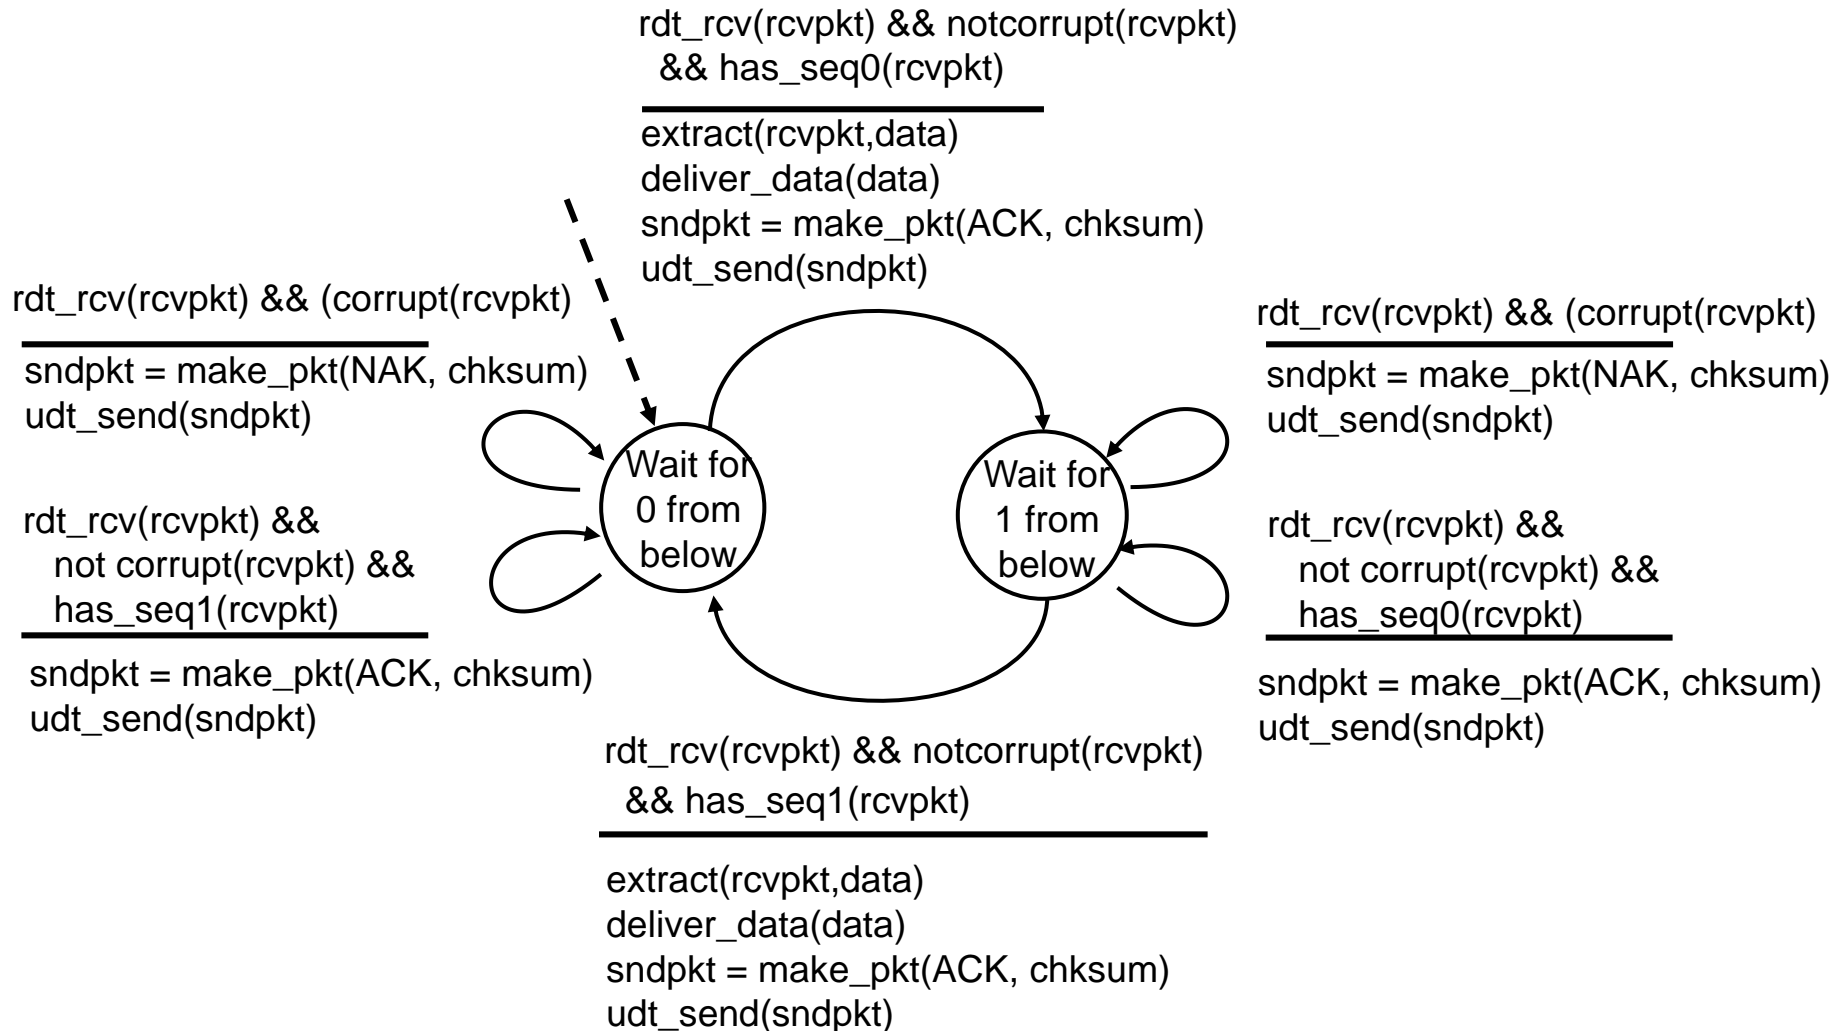 rdt_rcv(rcvpkt) && notcorrupt(rcvpkt)
&& has_seq0(rcvpkt)
extract(rcvpkt,data)
deliver_data(data)
sndpkt = make_pkt(ACK, chksum)
udt_send(sndpkt)
rdt_rcv(rcvpkt) && (corrupt(rcvpkt)
sndpkt = make_pkt(NAK, chksum)
udt_send(sndpkt)
rdt_rcv(rcvpkt) &&
not corrupt(rcvpkt) &&
has_seq1(rcvpkt)
sndpkt = make_pkt(ACK, chksum)
udt_send(sndpkt)
Wait for
0 from
below
Wait for
1 from
below
rdt_rcv(rcvpkt) && (corrupt(rcvpkt)
sndpkt = make_pkt(NAK, chksum)
udt_send(sndpkt)
rdt_rcv(rcvpkt) &&
not corrupt(rcvpkt) &&
has_seq0(rcvpkt)
sndpkt = make_pkt(ACK, chksum)
udt_send(sndpkt)
rdt_rcv(rcvpkt) && notcorrupt(rcvpkt)
&& has_seq1(rcvpkt)
extract(rcvpkt,data)
deliver_data(data)
sndpkt = make_pkt(ACK, chksum)
udt_send(sndpkt)